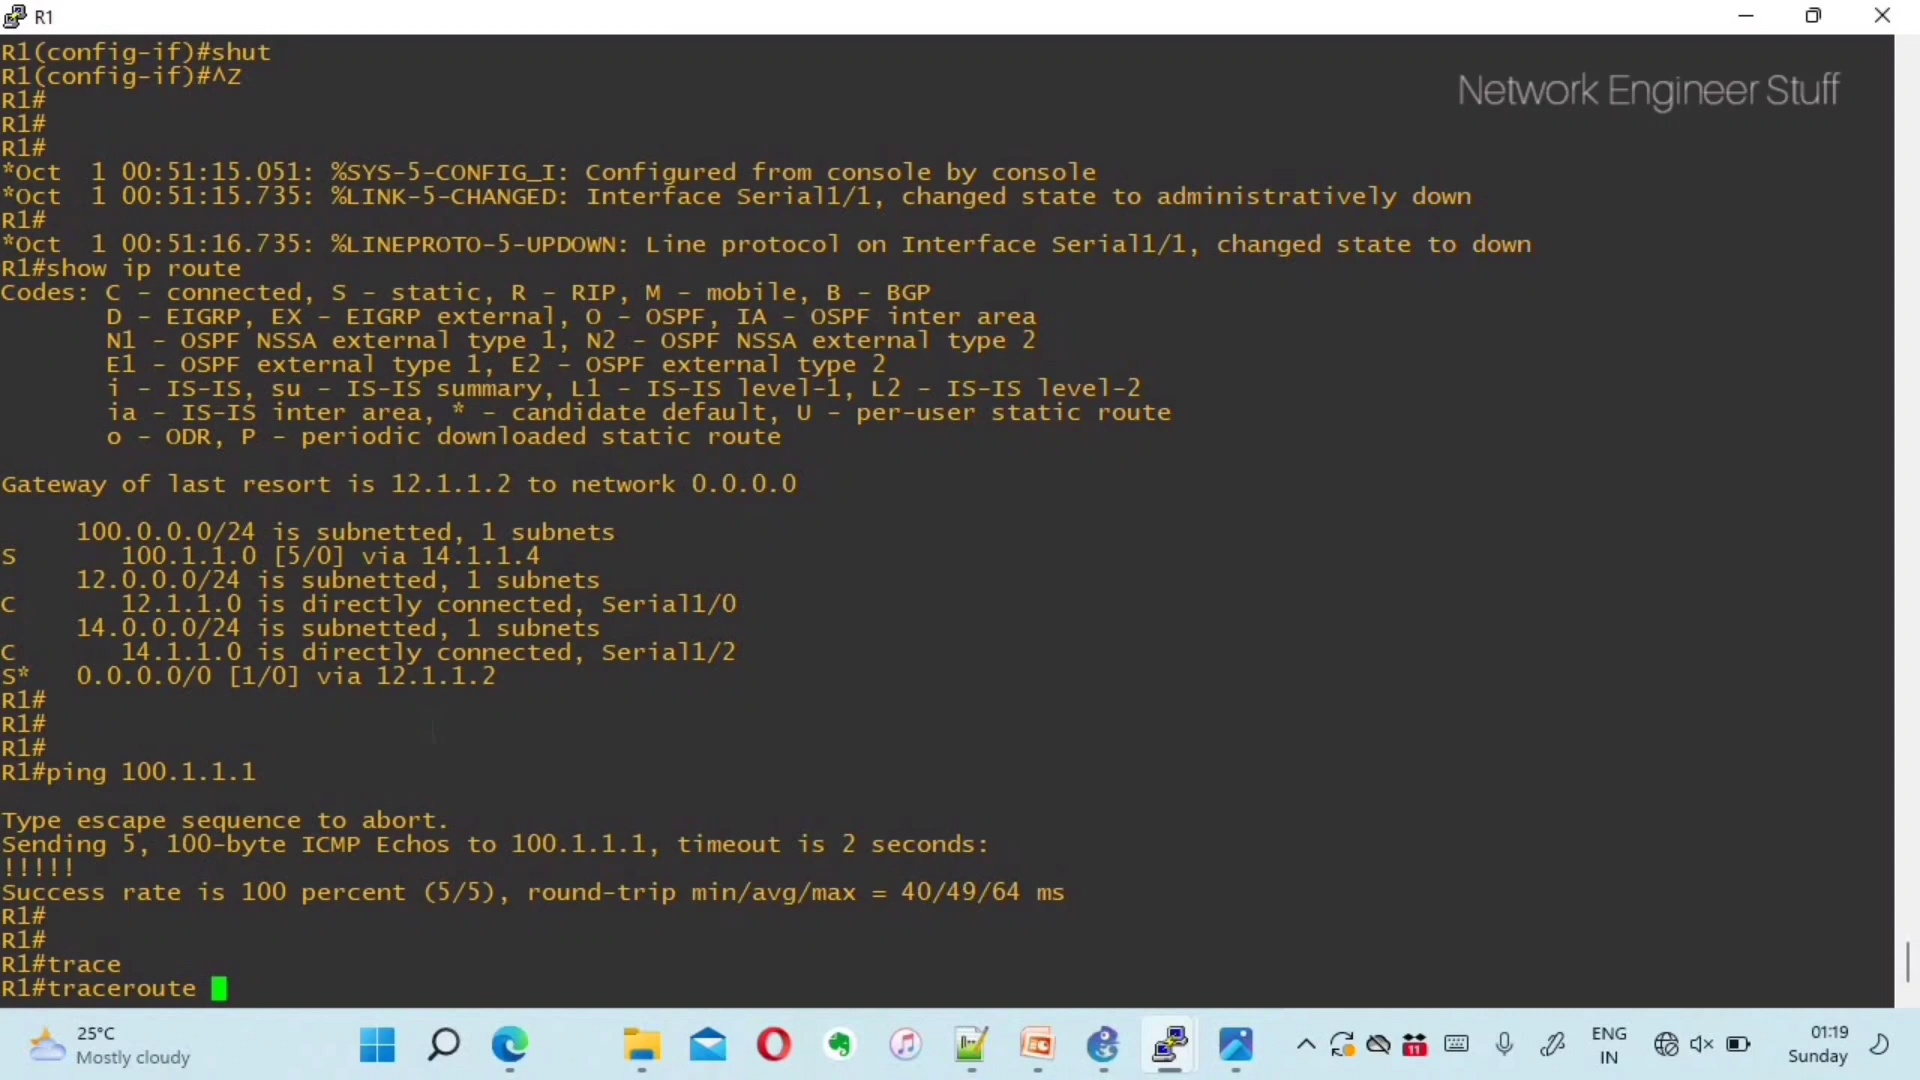 R1
R1(config-if)#shut
R1(config-if)#^Z
R1#
R1#
R1#
*Oct  1 00:51:15.051: %SYS-5-CONFIG_I: Configured from console by console
*Oct  1 00:51:15.735: %LINK-5-CHANGED: Interface Serial1/1, changed state to administratively down
R1#
*Oct  1 00:51:16.735: %LINEPROTO-5-UPDOWN: Line protocol on Interface Serial1/1, changed state to down
R1#show ip route
Codes: C - connected, S - static, R - RIP, M - mobile, B - BGP
       D - EIGRP, EX - EIGRP external, O - OSPF, IA - OSPF inter area
       N1 - OSPF NSSA external type 1, N2 - OSPF NSSA external type 2
       E1 - OSPF external type 1, E2 - OSPF external type 2
       i - IS-IS, su - IS-IS summary, L1 - IS-IS level-1, L2 - IS-IS level-2
       ia - IS-IS inter area, * - candidate default, U - per-user static route
       o - ODR, P - periodic downloaded static route
Gateway of last resort is 12.1.1.2 to network 0.0.0.0
     100.0.0.0/24 is subnetted, 1 subnets
S       100.1.1.0 [5/0] via 14.1.1.4
     12.0.0.0/24 is subnetted, 1 subnets
C       12.1.1.0 is directly connected, Serial1/0
     14.0.0.0/24 is subnetted, 1 subnets
C       14.1.1.0 is directly connected, Serial1/2
S*   0.0.0.0/0 [1/0] via 12.1.1.2
R1#
R1#
R1#
R1#ping 100.1.1.1
Type escape sequence to abort.
Sending 5, 100-byte ICMP Echos to 100.1.1.1, timeout is 2 seconds:
!!!!!
Success rate is 100 percent (5/5), round-trip min/avg/max = 40/49/64 ms
R1#
R1#
R1#trace
R1#traceroute
Network Engineer Stuff
25°C
Mostly cloudy
11
ENG
IN
01:19
Sunday